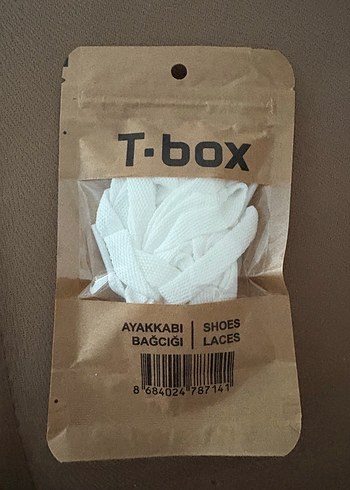 T-box
AYAKKABI | SHOES
BAĞCIĞI | LACES
8 684024 787141